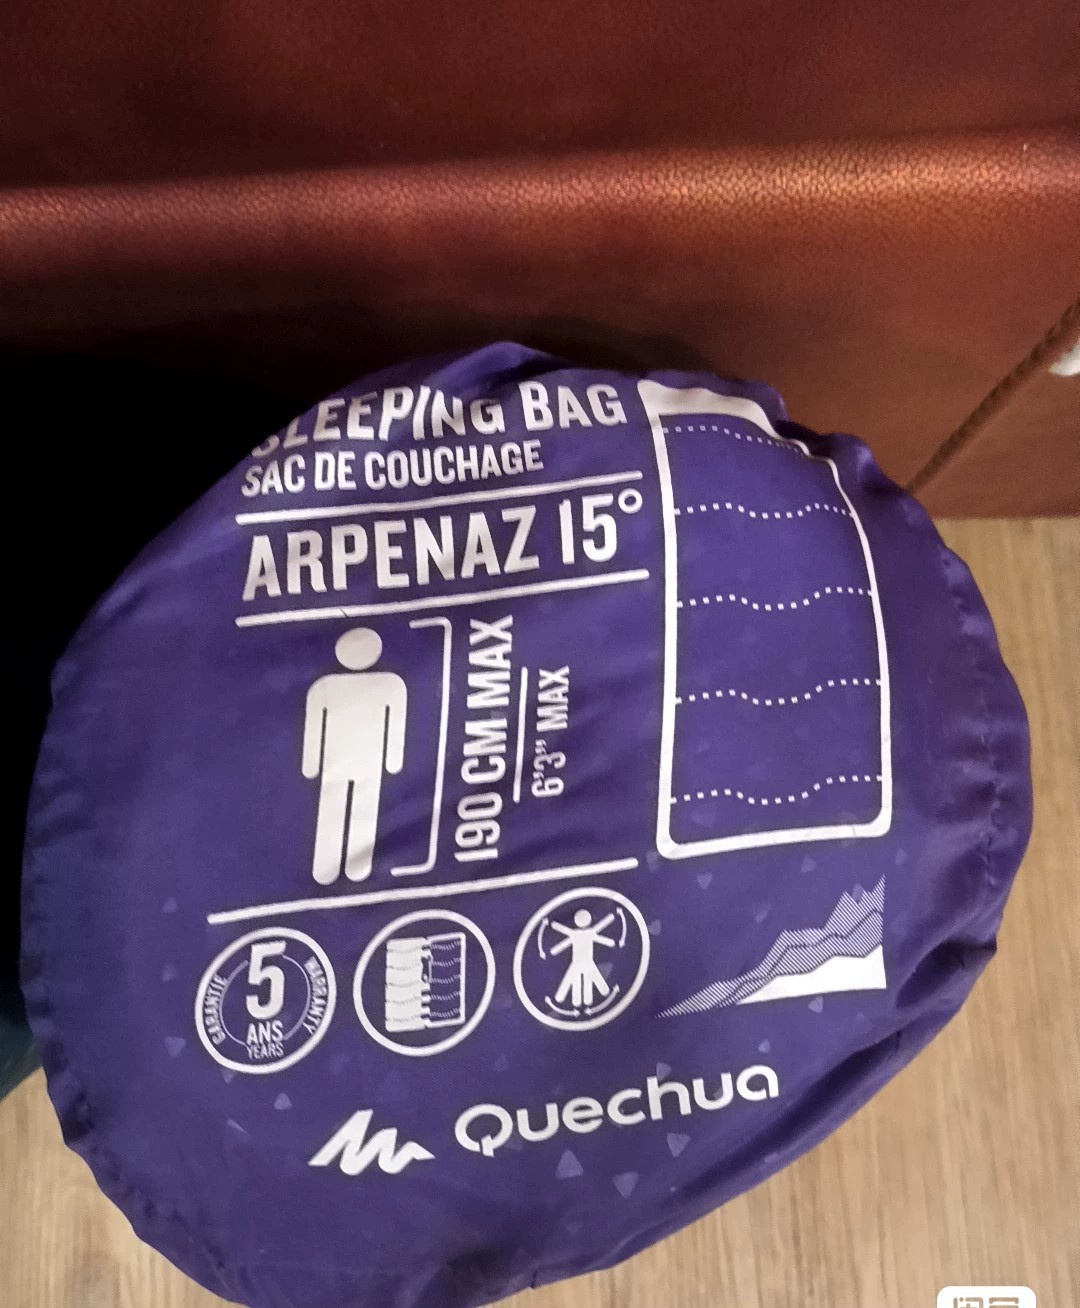 SLEEPING BAG
SAC DE COUCHAGE
ARPENAZ 15°
190 CM MAX
6'3" MAX
GARANTIE
5
ANS
YEARS
WARRANTY
Quechua